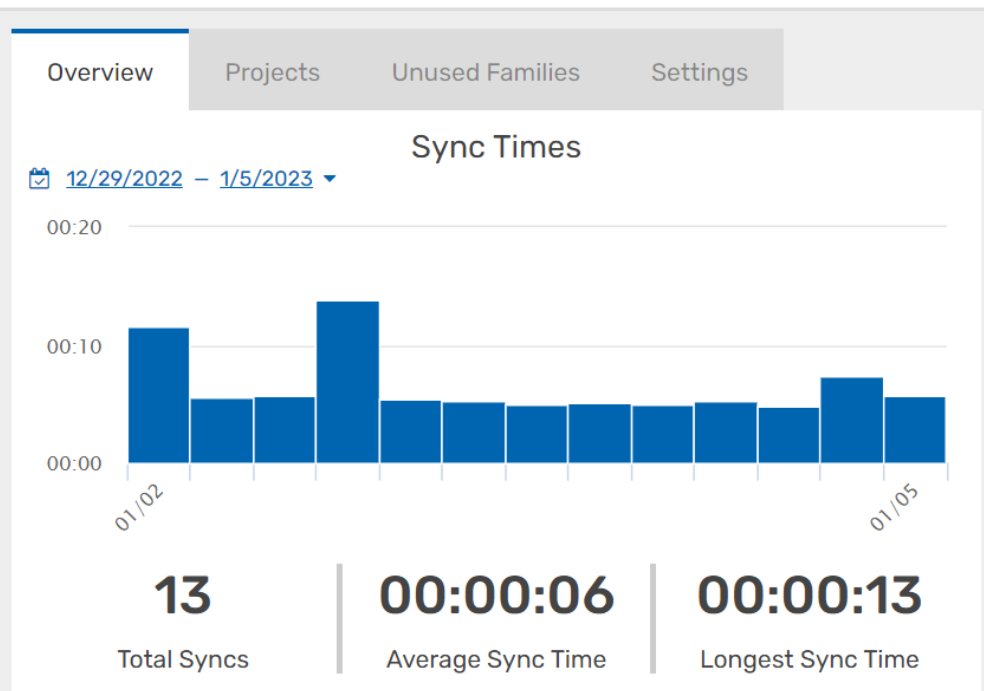 Overview Projects Unused Families Settings
Sync Times
12/29/2022 – 1/5/2023
00:20
00:10
00:00
01/02 01/05
13 00:00:06 00:00:13
Total Syncs Average Sync Time Longest Sync Time